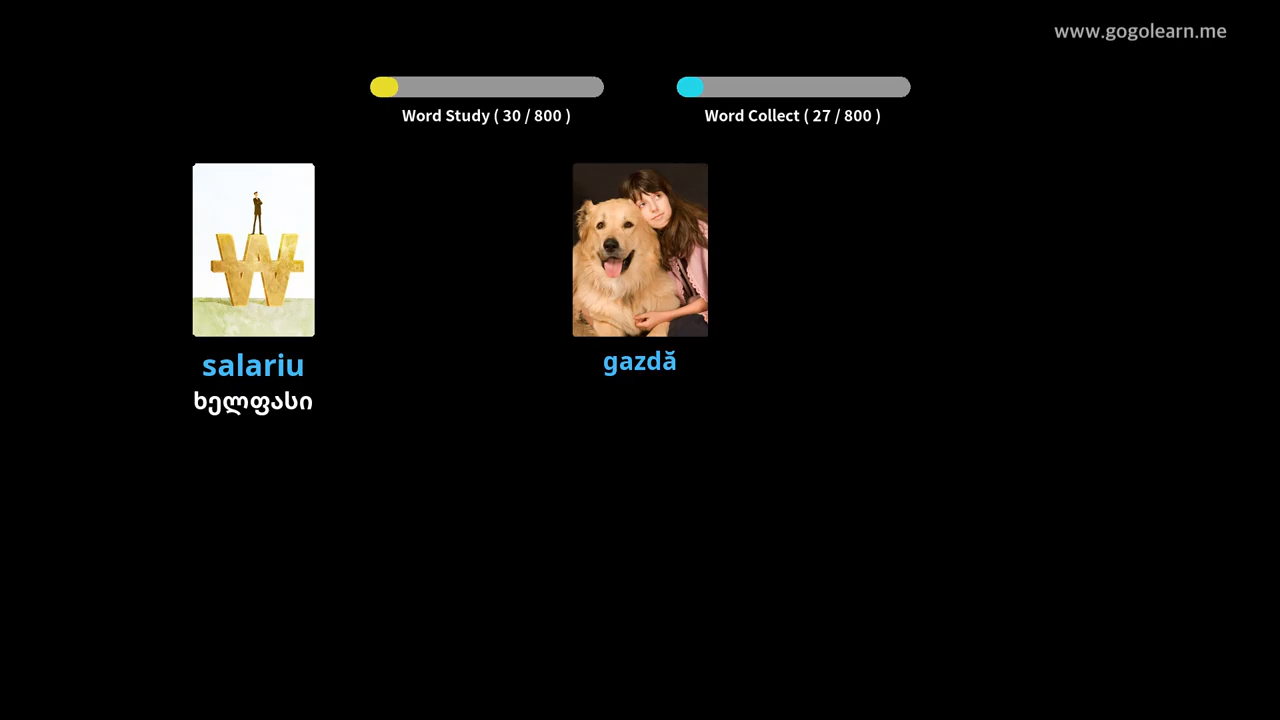 www.gogolearn.me
Word Study ( 30 / 800 )
Word Collect ( 27 / 800 )
salariu
ხელფასი
gazdă